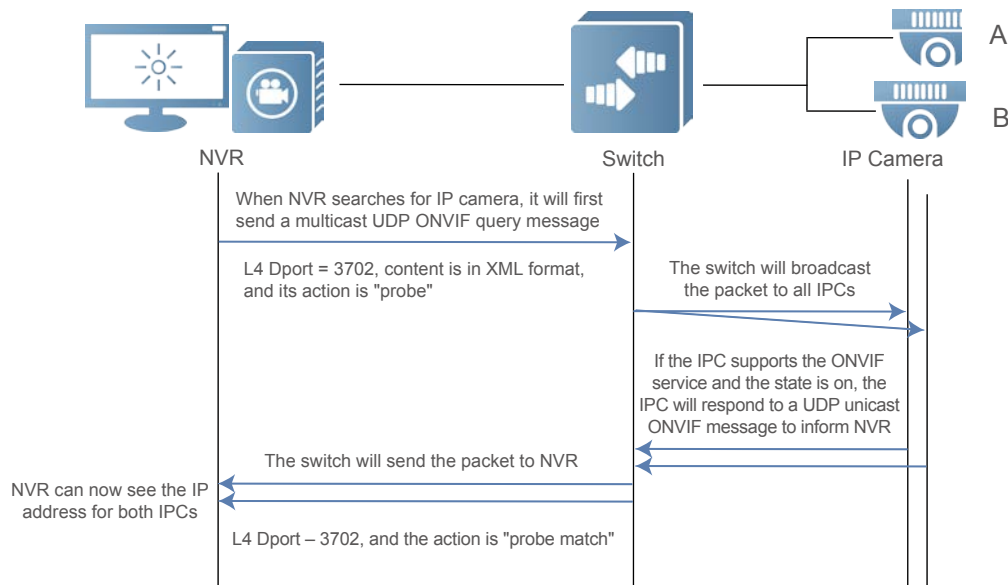 A
B
NVR
Switch
IP Camera
When NVR searches for IP camera, it will first
send a multicast UDP ONVIF query message
L4 Dport = 3702, content is in XML format,
and its action is "probe"
The switch will broadcast
the packet to all IPCs
If the IPC supports the ONVIF
service and the state is on, the
IPC will respond to a UDP unicast
ONVIF message to inform NVR
The switch will send the packet to NVR
NVR can now see the IP
address for both IPCs
L4 Dport – 3702, and the action is "probe match"